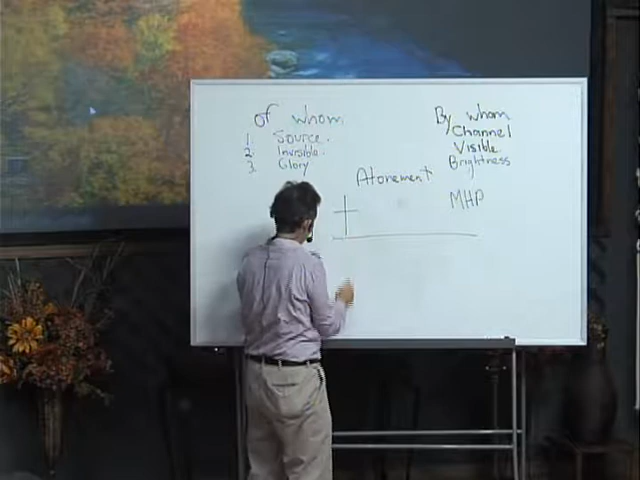 of whom
1 Source.
2 Invisible.
3 Glory
By whom
Channel
Visible
Brightness
Atonement
MHP